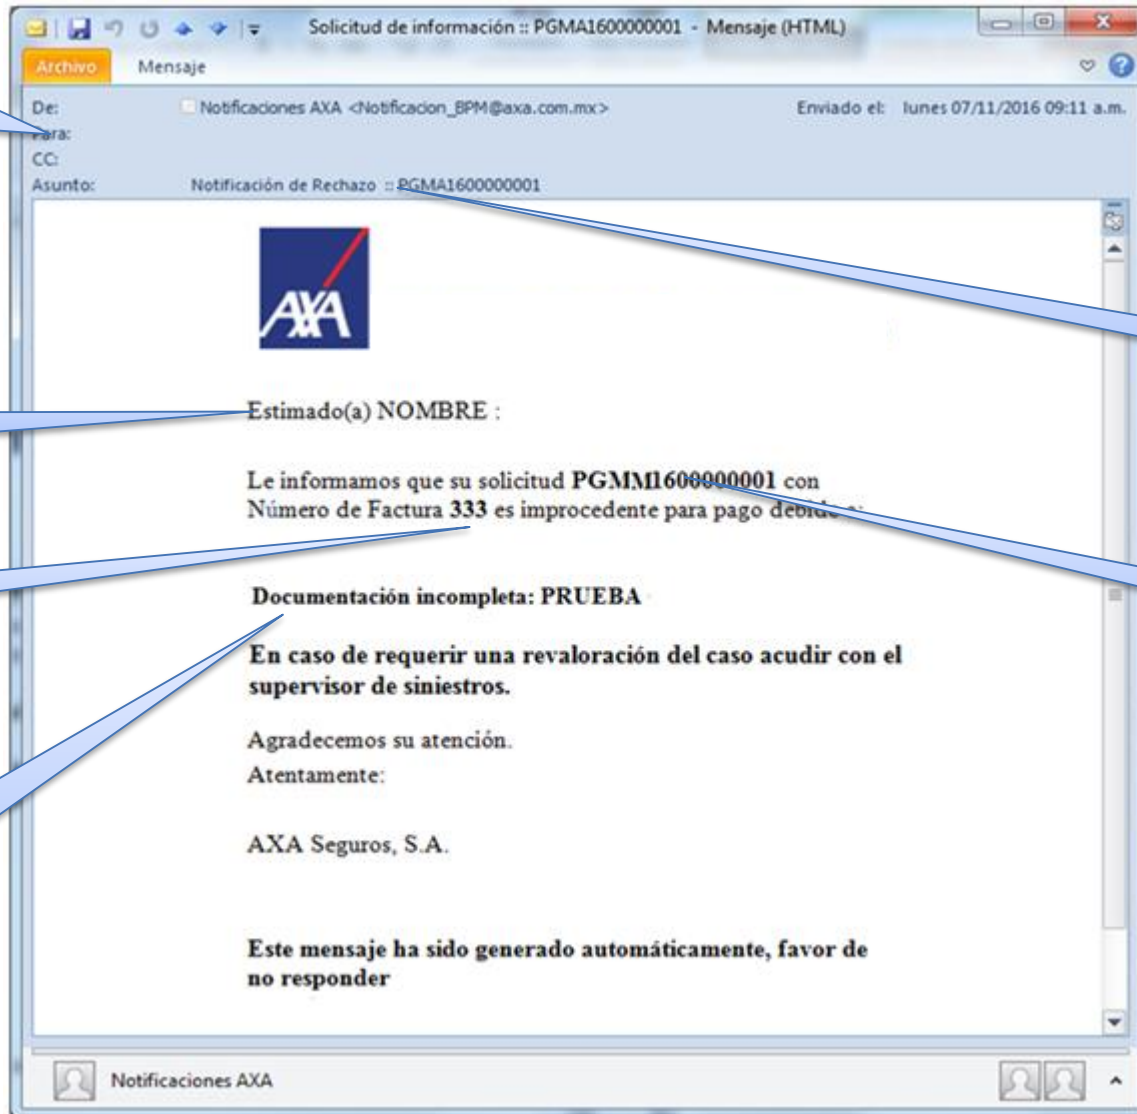 Solicitud de información :: PGMA1600000001 - Mensaje (HTML)
Archivo Mensaje
De: Notificaciones AXA <Notificacion_BPM@axa.com.mx> Enviado el: lunes 07/11/2016 09:11 a.m.
Para:
CC:
Asunto: Notificación de Rechazo :: PGMA1600000001
AXA
Estimado(a) NOMBRE :
Le informamos que su solicitud PGMM1600000001 con
Número de Factura 333 es improcedente para pago debido a:
Documentación incompleta: PRUEBA
En caso de requerir una revaloración del caso acudir con el
supervisor de siniestros.
Agradecemos su atención.
Atentamente:
AXA Seguros, S.A.
Este mensaje ha sido generado automáticamente, favor de
no responder
Notificaciones AXA